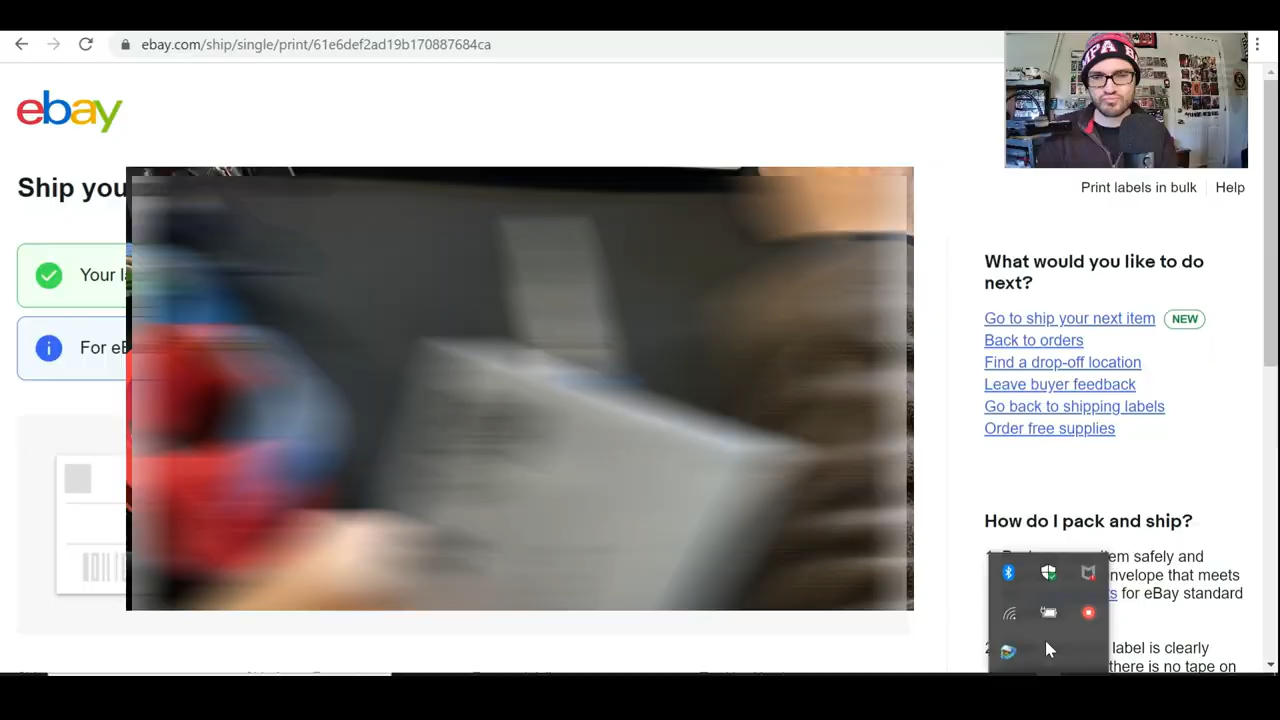 ebay.com/ship/single/print/61e6def2ad19b170887684ca
MPA B
ebay
Print labels in bulk
Help
Ship you
Your l
For eB
What would you like to do
next?
Go to ship your next item NEW
Back to orders
Find a drop-off location
Leave buyer feedback
Go back to shipping labels
Order free supplies
How do I pack and ship?
em safely and
nvelope that meets
for eBay standard
label is clearly
there is no tape on